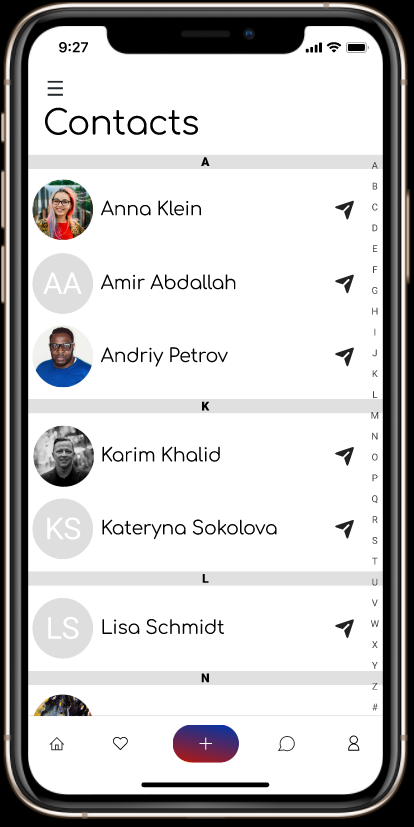 9:27
Contacts
A
Anna Klein
AA
Amir Abdallah
Andriy Petrov
K
Karim Khalid
KS
Kateryna Sokolova
LS
L
Lisa Schmidt
N
A
B
C
D
E
F
G
H
I
J
K
L
M
N
O
P
Q
R
S
T
U
V
W
X
Y
Z
#